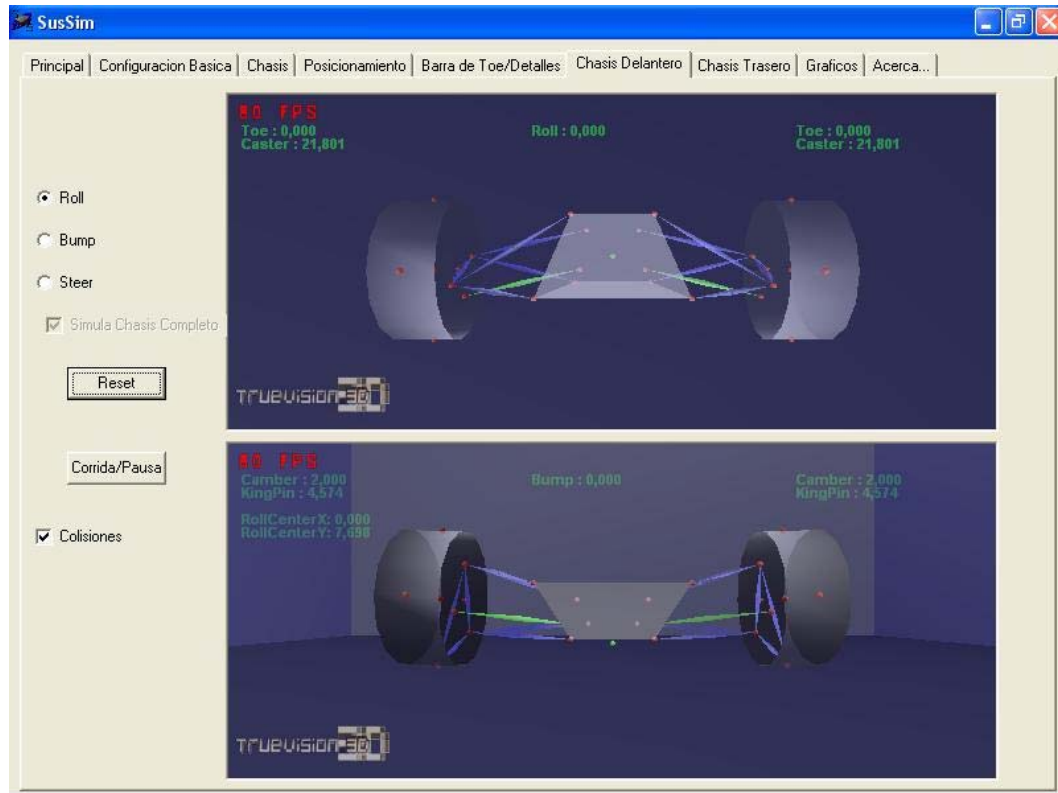 SusSim
Principal Configuracion Basica Chasis Posicionamiento Barra de Toe/Detalles Chasis Delantero Chasis Trasero Graficos Acerca...
80 FPS
Toe : 0,000 Roll : 0,000 Toe : 0,000
Caster : 21,801 Caster : 21,801
Roll
Bump
Steer
Simula Chasis Completo
Reset
Truevision3D
Corrida/Pausa
80 FPS
Camber : 2,000 Bump : 0,000 Camber : 2,000
KingPin : 4,574 KingPin : 4,574
RollCenterX: 0,000
RollCenterY: 7,698
Colisiones
Truevision3D